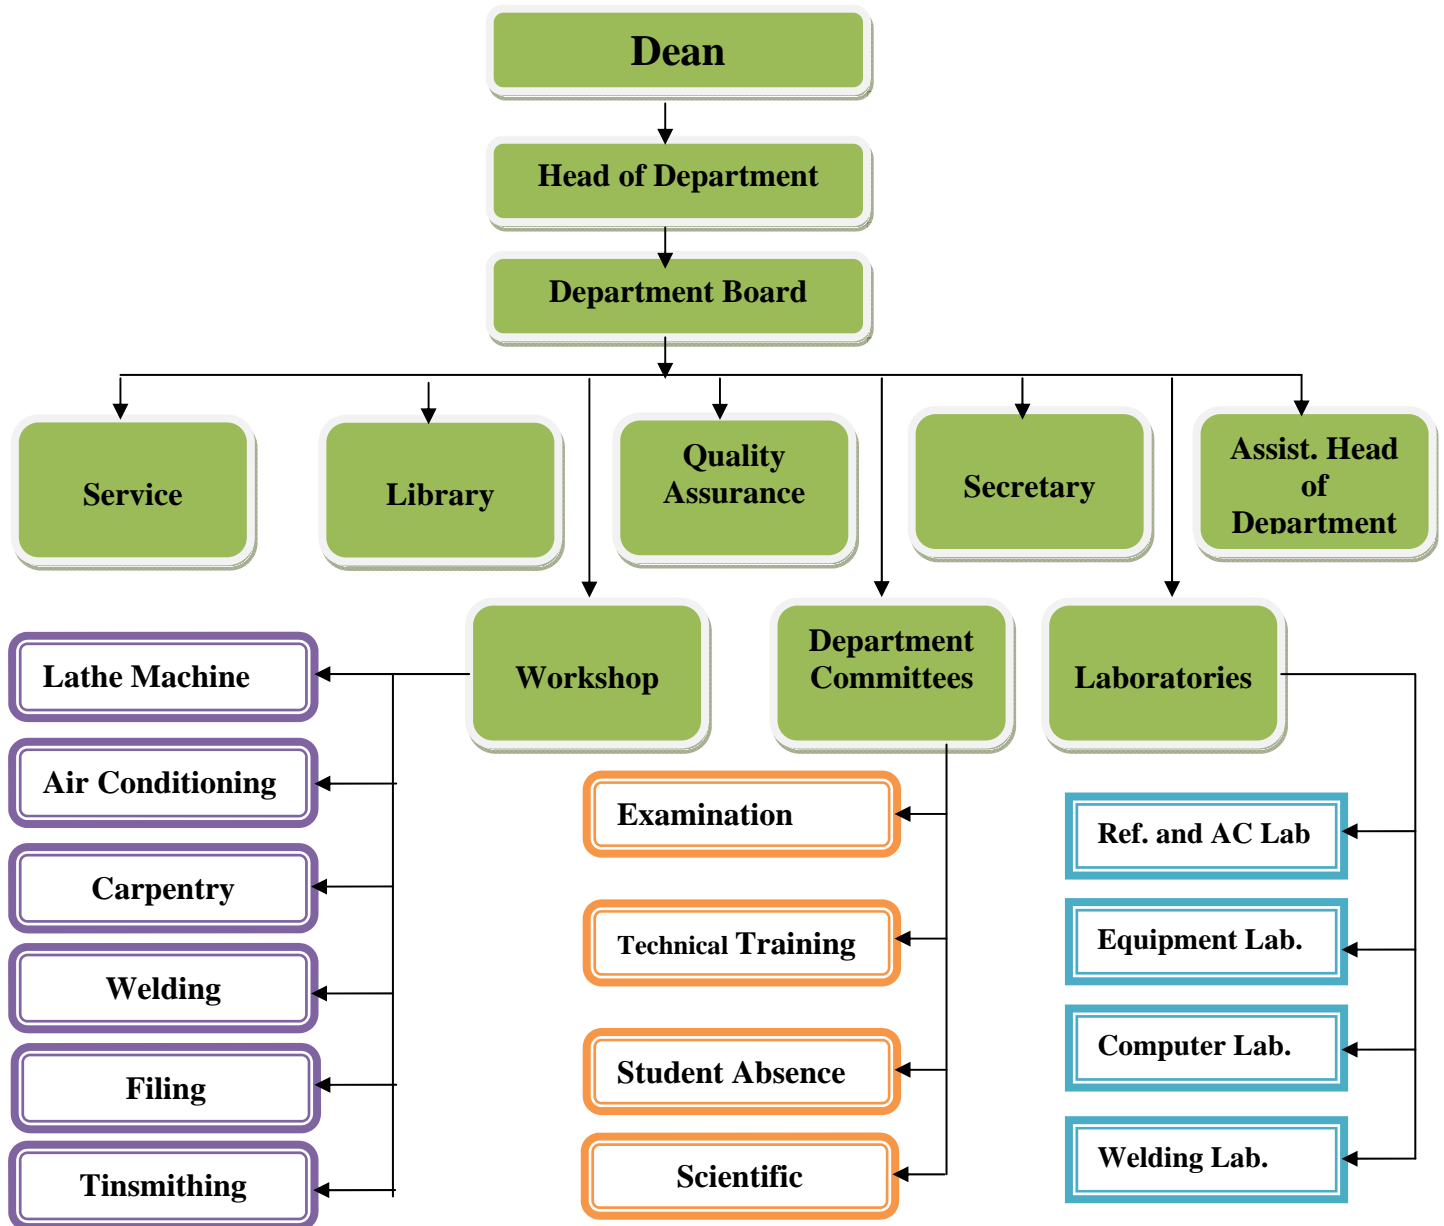 Dean
Head of Department
Department Board
Service
Library
Quality
Assurance
Secretary
Assist. Head
of
Department
Workshop
Department
Committees
Laboratories
Lathe Machine
Air Conditioning
Carpentry
Welding
Filing
Tinsmithing
Examination
Technical Training
Student Absence
Scientific
Ref. and AC Lab
Equipment Lab.
Computer Lab.
Welding Lab.